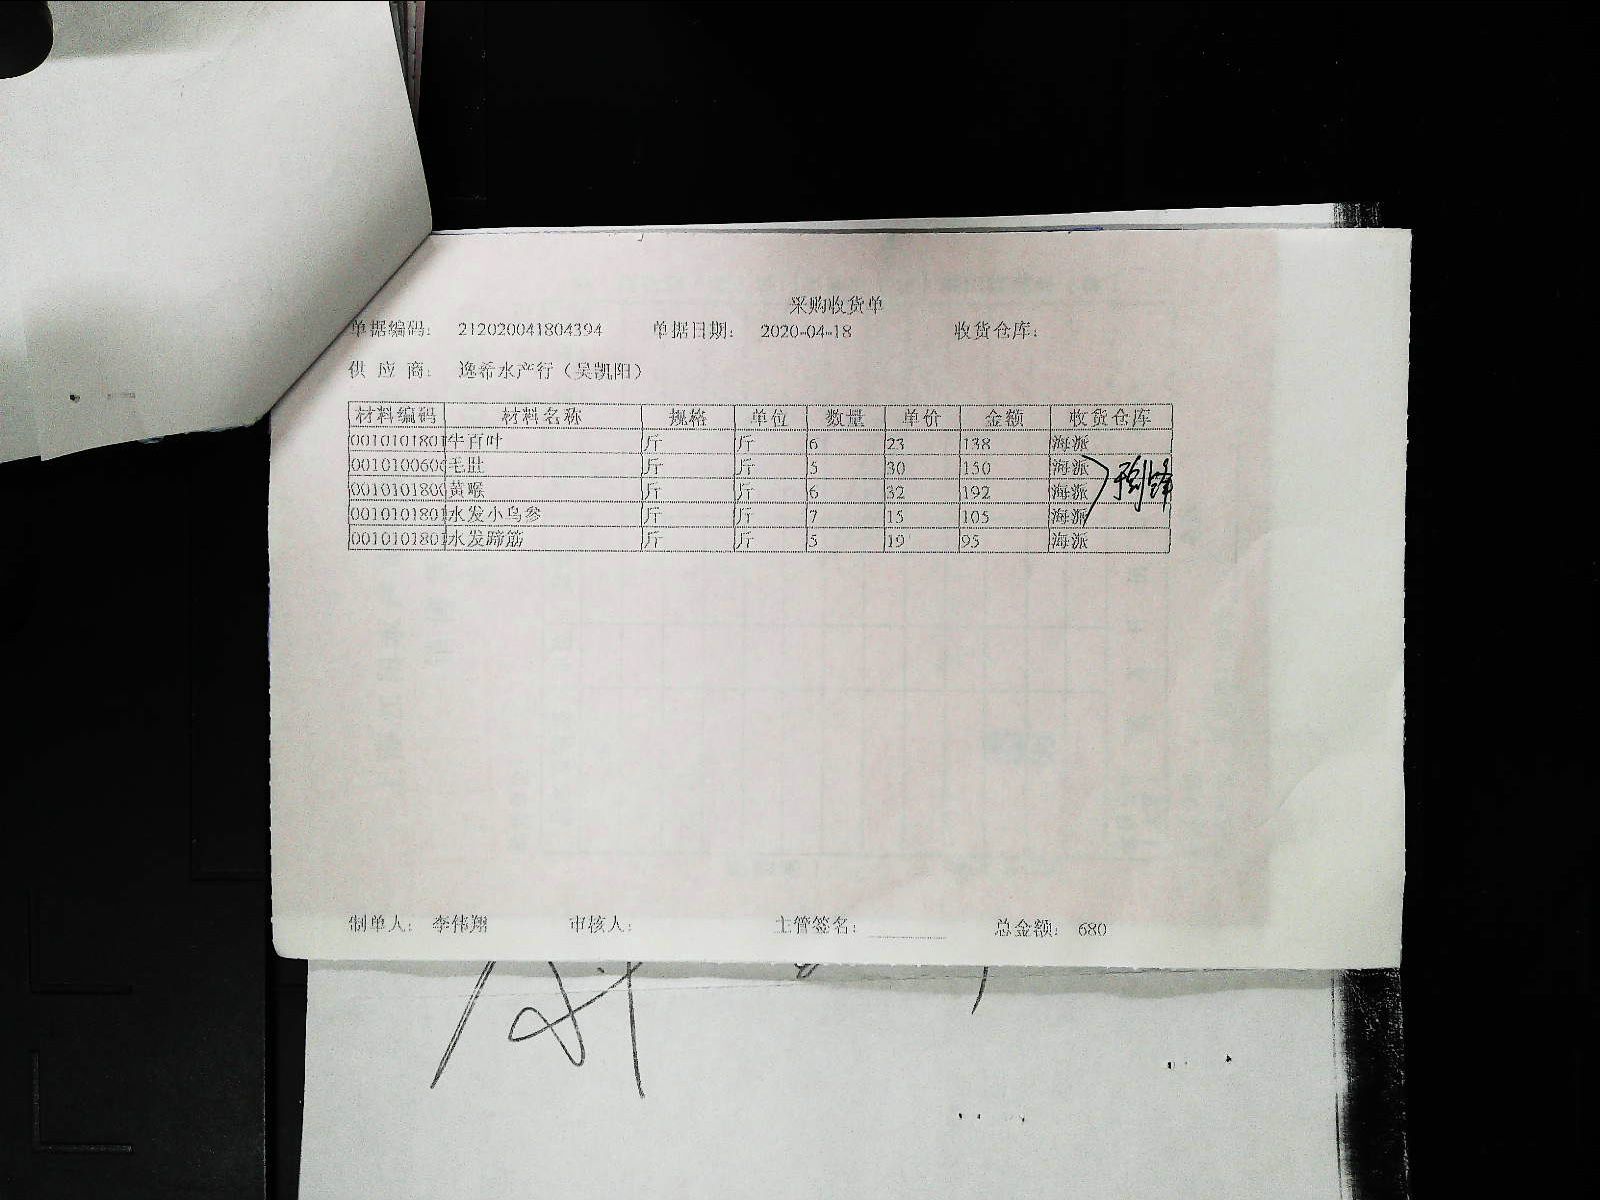 采购收货单
单据编码： 212020041804394 单据日期： 2020-04-18 收货仓库：
供 应 商： 逸希水产行（吴凯阳）
材料编码 材料名称 规格 单位 数量 单价 金额 收货仓库
0010101801 牛百叶 斤 斤 6 23 138 海派
001010060 毛肚 斤 斤 5 30 150 海派
0010101800 黄喉 斤 斤 6 32 192 海派
0010101801 水发小乌参 斤 斤 7 15 105 海派
0010101801 水发蹄筋 斤 斤 5 19 95 海派
制单人： 李伟翔 审核人： 主管签名： 总金额： 680